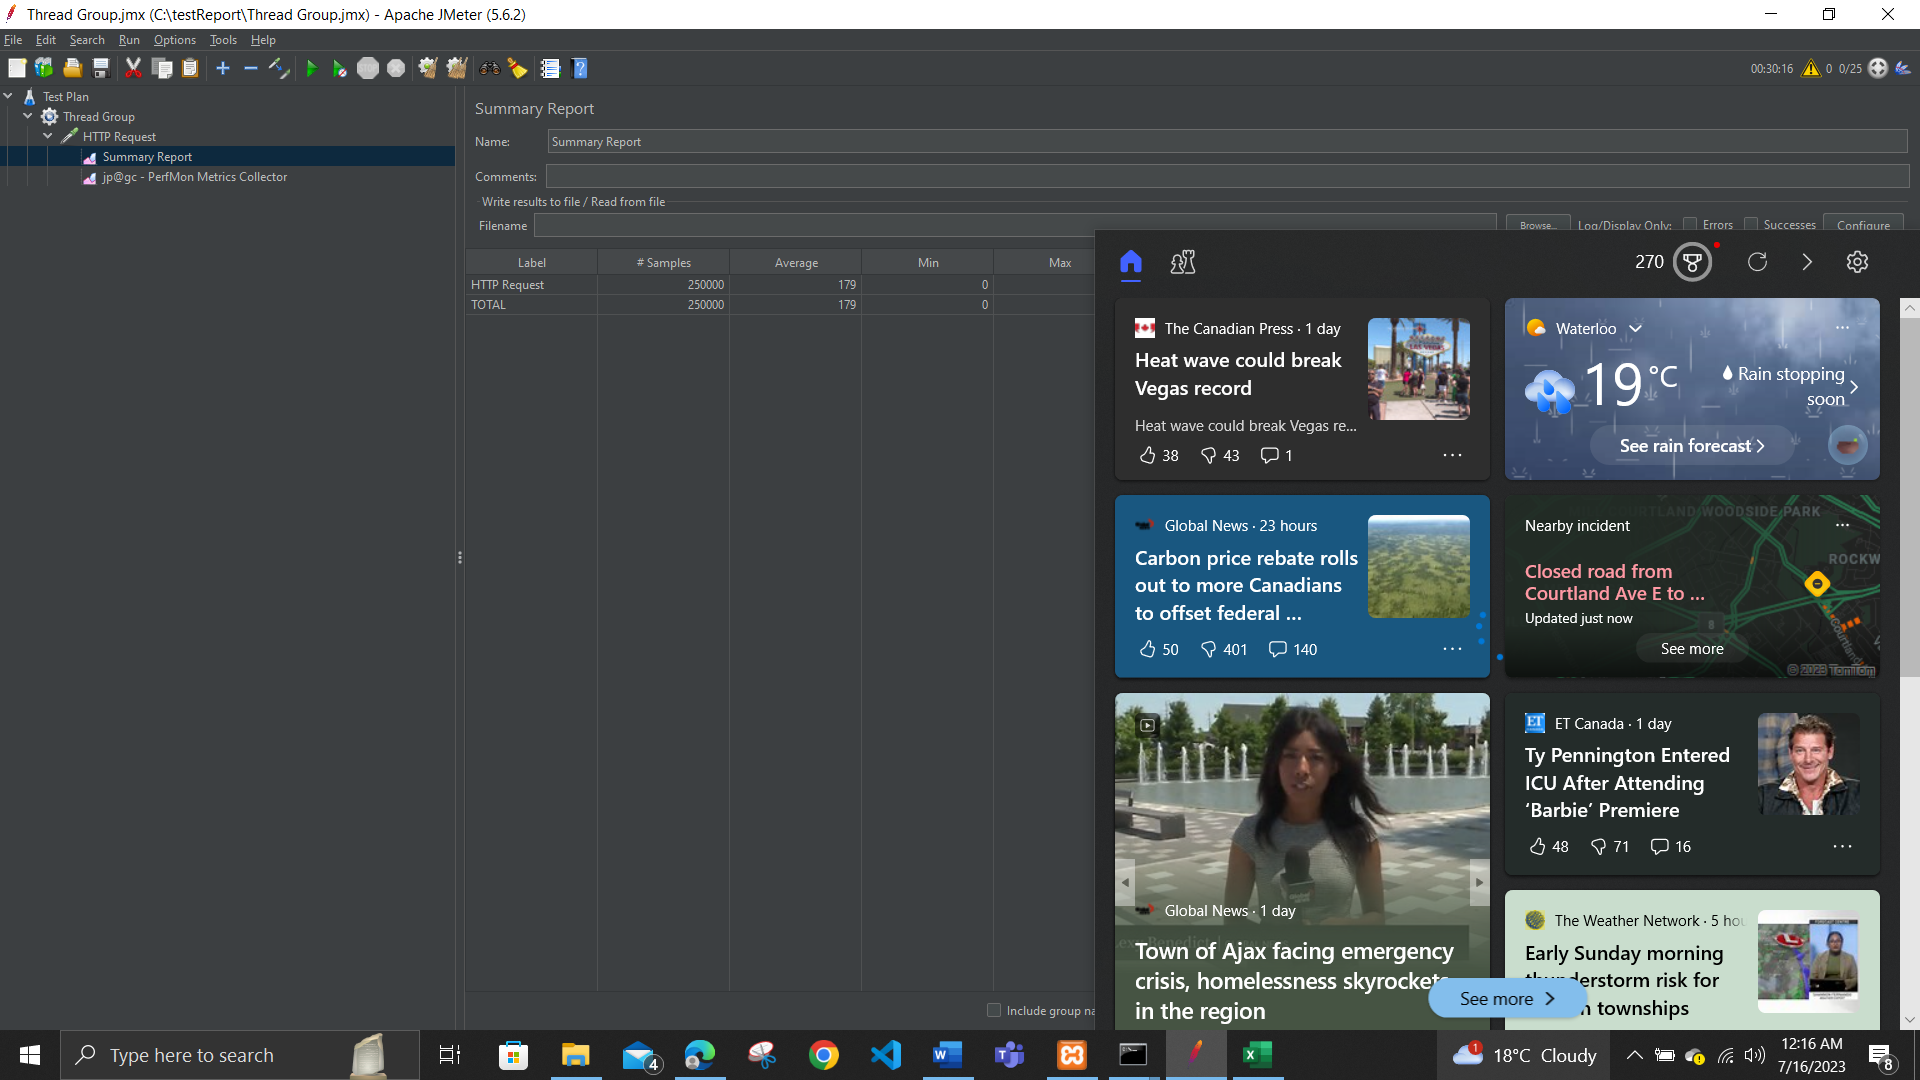 Thread Group.jmx (C:\testReport\Thread Group.jmx) - Apache JMeter (5.6.2)
File Edit Search Run Options Tools Help
00:30:16 0 0/25
Test Plan
Thread Group
HTTP Request
Summary Report
jp@gc - PerfMon Metrics Collector
Summary Report
Name: Summary Report
Comments:
Write results to file / Read from file
Filename Browse... Log/Display Only: Errors Successes Configure
Label # Samples Average Min Max
HTTP Request 250000 179 0
TOTAL 250000 179 0
Include group na
270
The Canadian Press · 1 day
Heat wave could break
Vegas record
Heat wave could break Vegas re...
38 43 1
Waterloo
19 °C
Rain stopping
soon
See rain forecast
Global News · 23 hours
Carbon price rebate rolls
out to more Canadians
to offset federal ...
50 401 140
Nearby incident
Closed road from
Courtland Ave E to ...
Updated just now
See more
COURTLAND WOODSIDE PARK
ROCKW
8
Courtland
© 2023 TomTom
Global News · 1 day
Town of Ajax facing emergency
crisis, homelessness skyrockets
in the region
ET Canada · 1 day
Ty Pennington Entered
ICU After Attending
‘Barbie’ Premiere
48 71 16
The Weather Network · 5 hou
Early Sunday morning
thunderstorm risk for
townships
See more
Type here to search
4
1
18°C Cloudy
12:16 AM
7/16/2023
8